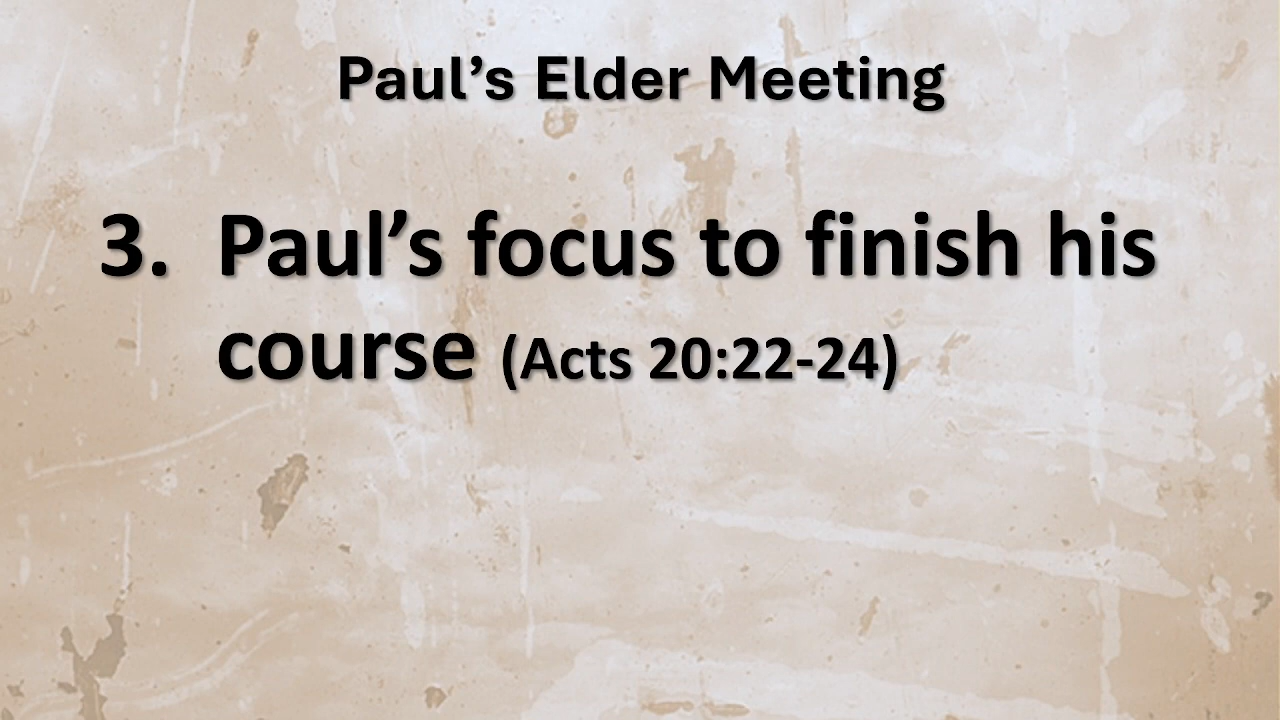 Paul’s Elder Meeting
3. Paul’s focus to finish his
course (Acts 20:22-24)